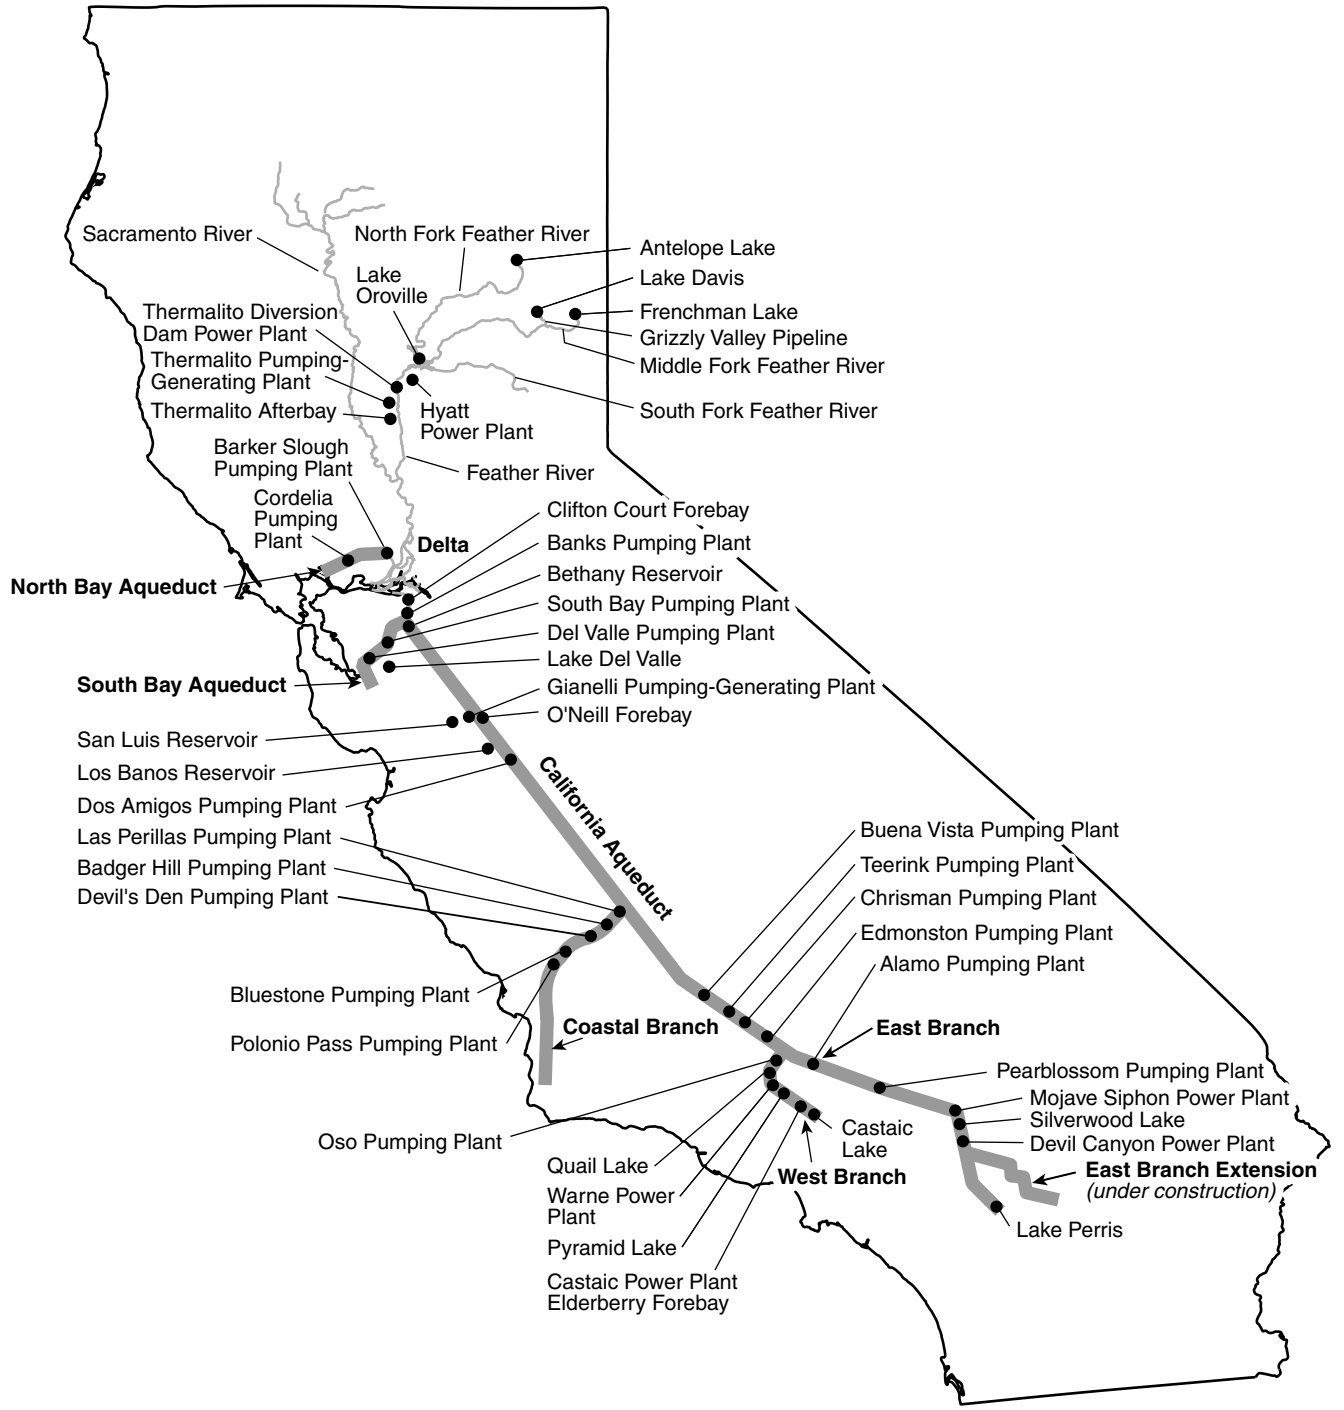 Sacramento River
North Fork Feather River
Antelope Lake
Lake
Oroville
Lake Davis
Thermalito Diversion
Dam Power Plant
Frenchman Lake
Grizzly Valley Pipeline
Thermalito Pumping-
Generating Plant
Middle Fork Feather River
Thermalito Afterbay
Hyatt
Power Plant
South Fork Feather River
Barker Slough
Pumping Plant
Feather River
Cordelia
Pumping
Plant
Clifton Court Forebay
Delta
Banks Pumping Plant
North Bay Aqueduct
Bethany Reservoir
South Bay Pumping Plant
Del Valle Pumping Plant
Lake Del Valle
South Bay Aqueduct
Gianelli Pumping-Generating Plant
O'Neill Forebay
San Luis Reservoir
Los Banos Reservoir
Dos Amigos Pumping Plant
California Aqueduct
Las Perillas Pumping Plant
Badger Hill Pumping Plant
Devil's Den Pumping Plant
Buena Vista Pumping Plant
Teerink Pumping Plant
Chrisman Pumping Plant
Edmonston Pumping Plant
Alamo Pumping Plant
Bluestone Pumping Plant
Polonio Pass Pumping Plant
Coastal Branch
East Branch
Pearblossom Pumping Plant
Mojave Siphon Power Plant
Silverwood Lake
Devil Canyon Power Plant
Oso Pumping Plant
Castaic
Lake
Quail Lake
West Branch
East Branch Extension
(under construction)
Warne Power
Plant
Lake Perris
Pyramid Lake
Castaic Power Plant
Elderberry Forebay